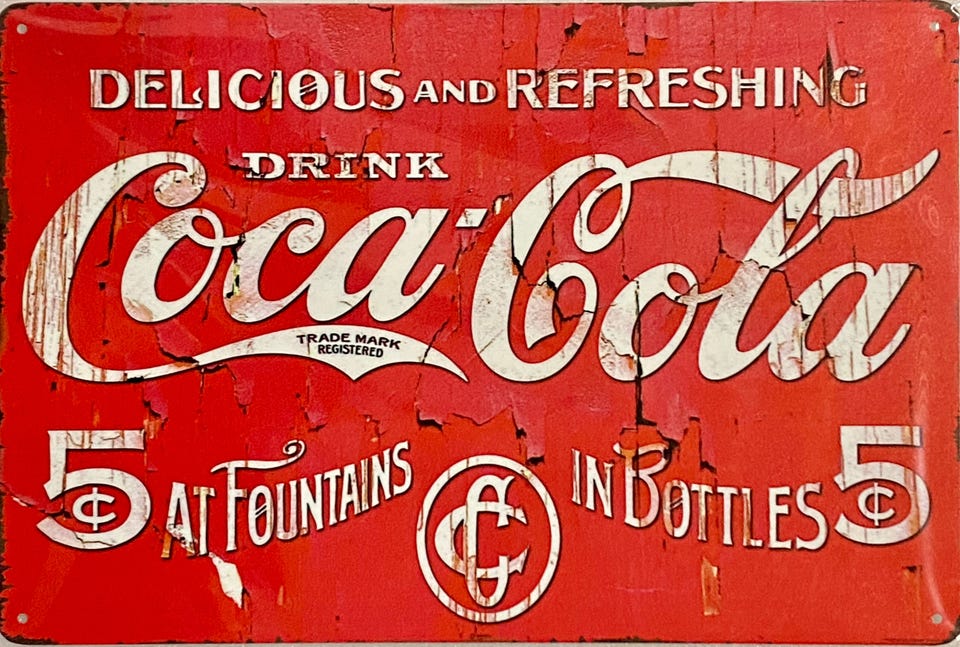 DELICIOUS AND REFRESHING
DRINK
Coca-Cola
TRADE MARK
REGISTERED
5¢ AT FOUNTAINS CC IN BOTTLES 5¢